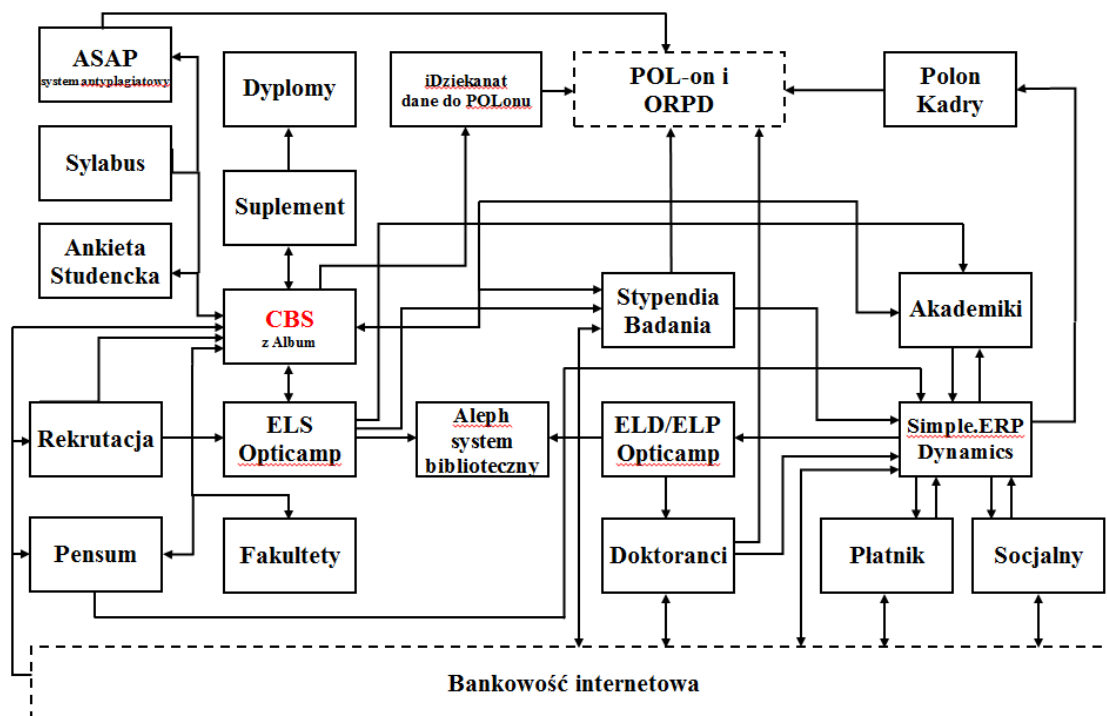 ASAP
system antyplagiatowy
Dyplomy
iDziekanat
dane do POLonu
POL-on i
ORPD
Polon
Kadry
Sylabus
Suplement
Ankieta
Studencka
CBS
z Album
Stypendia
Badania
Akademiki
Rekrutacja
ELS
Opticamp
Aleph
system
biblioteczny
ELD/ELP
Opticamp
Simple.ERP
Dynamics
Pensum
Fakultety
Doktoranci
Płatnik
Socjalny
Bankowość internetowa